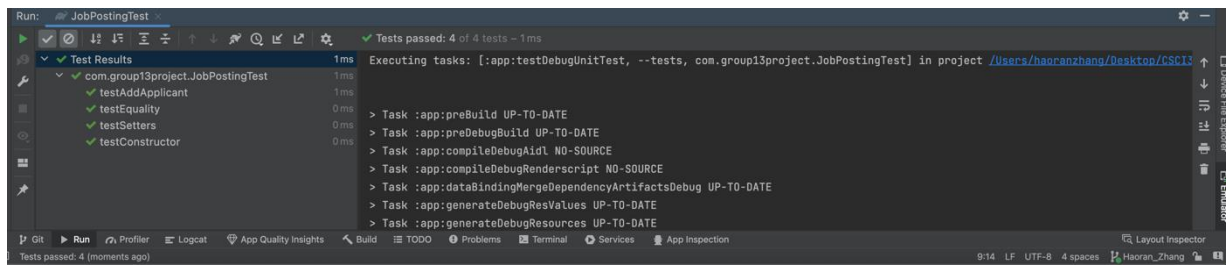 Run: JobPostingTest
Tests passed: 4 of 4 tests – 1 ms
Test Results 1 ms
com.group13project.JobPostingTest 1 ms
testAddApplicant 1 ms
testEquality 0 ms
testSetters 0 ms
testConstructor 0 ms
Executing tasks: [:app:testDebugUnitTest, --tests, com.group13project.JobPostingTest] in project /Users/haoranzhang/Desktop/CSCI3
> Task :app:preBuild UP-TO-DATE
> Task :app:preDebugBuild UP-TO-DATE
> Task :app:compileDebugAidl NO-SOURCE
> Task :app:compileDebugRenderscript NO-SOURCE
> Task :app:dataBindingMergeDependencyArtifactsDebug UP-TO-DATE
> Task :app:generateDebugResValues UP-TO-DATE
> Task :app:generateDebugResources UP-TO-DATE
Device File Explorer
Emulator
Git Run Profiler Logcat App Quality Insights Build TODO Problems Terminal Services App Inspection Layout Inspector
Tests passed: 4 (moments ago) 9:14 LF UTF-8 4 spaces Haoran_Zhang